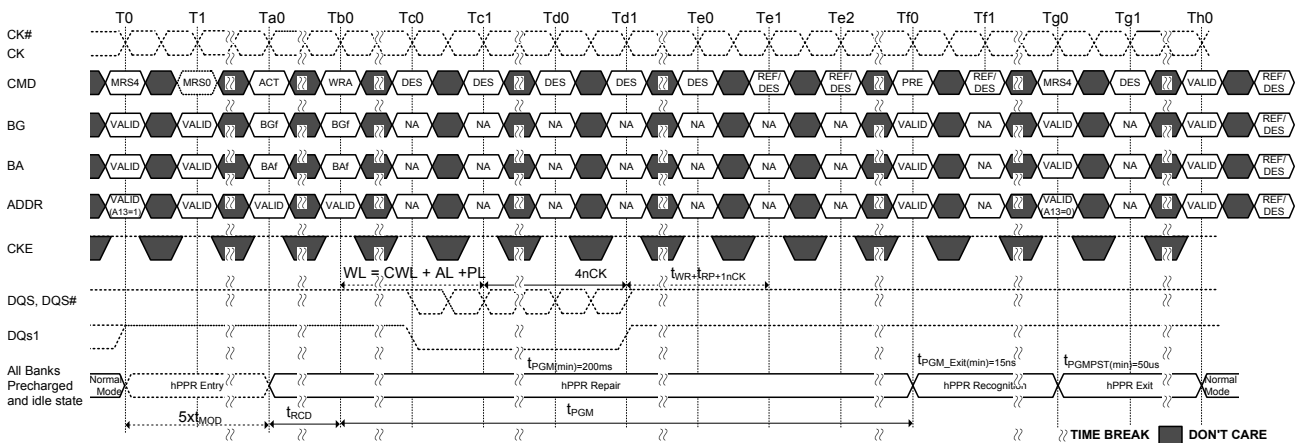 T0 T1 Ta0 Tb0 Tc0 Tc1 Td0 Td1 Te0 Te1 Te2 Tf0 Tf1 Tg0 Tg1 Th0
CK#
CK
CMD MRS4 MRS0 ACT WRA DES DES DES DES DES REF/DES REF/DES PRE REF/DES MRS4 DES VALID REF/DES
BG VALID VALID BGf BGf NA NA NA NA NA NA NA VALID NA VALID NA VALID REF/DES
BA VALID VALID BAf BAf NA NA NA NA NA NA NA VALID NA VALID NA VALID REF/DES
ADDR VALID (A13=1) VALID VALID VALID NA NA NA NA NA NA NA VALID NA VALID (A13=0) NA VALID REF/DES
CKE
WL = CWL + AL +PL 4nCK tWR+tRP+1nCK
DQS, DQS#
DQs1
tPGM(min)=200ms tPGM_Exit(min)=15ns tPGMPST(min)=50us
All Banks
Precharged
and idle state
Normal Mode hPPR Entry hPPR Repair hPPR Recognition hPPR Exit Normal Mode
5xtMOD tRCD tPGM
TIME BREAK DON'T CARE